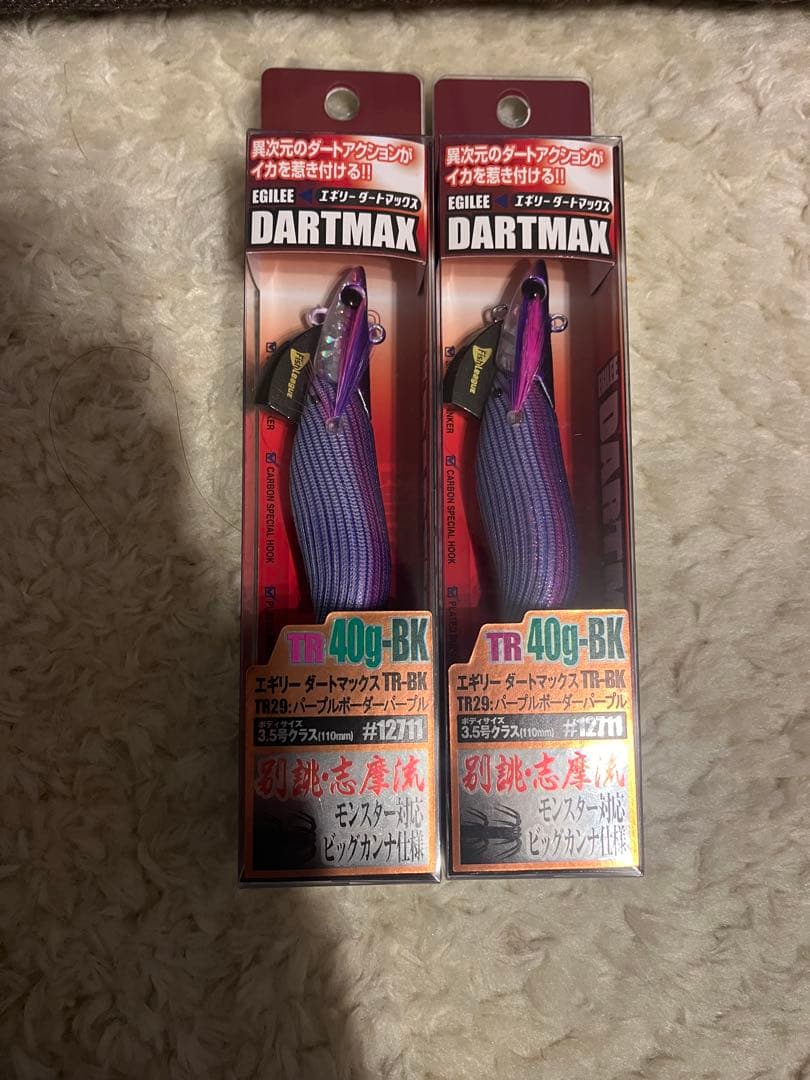 異次元のダートアクションが
イカを惹き付ける!!
EGILEE エギリー ダートマックス
DARTMAX
FishLeague
CARBON SPECIAL HOOK
TR 40g-BK
エギリー ダートマックス TR-BK
TR29:パープルボーダーパープル
ボディサイズ
3.5号クラス(110mm) #12711
別誂・志摩流
モンスター対応
ビッグカンナ仕様
異次元のダートアクションが
イカを惹き付ける!!
EGILEE エギリー ダートマックス
DARTMAX
FishLeague
CARBON SPECIAL HOOK
EGILEE
TR 40g-BK
エギリー ダートマックス TR-BK
TR29:パープルボーダーパープル
ボディサイズ
3.5号クラス(110mm) #12711
別誂・志摩流
モンスター対応
ビッグカンナ仕様